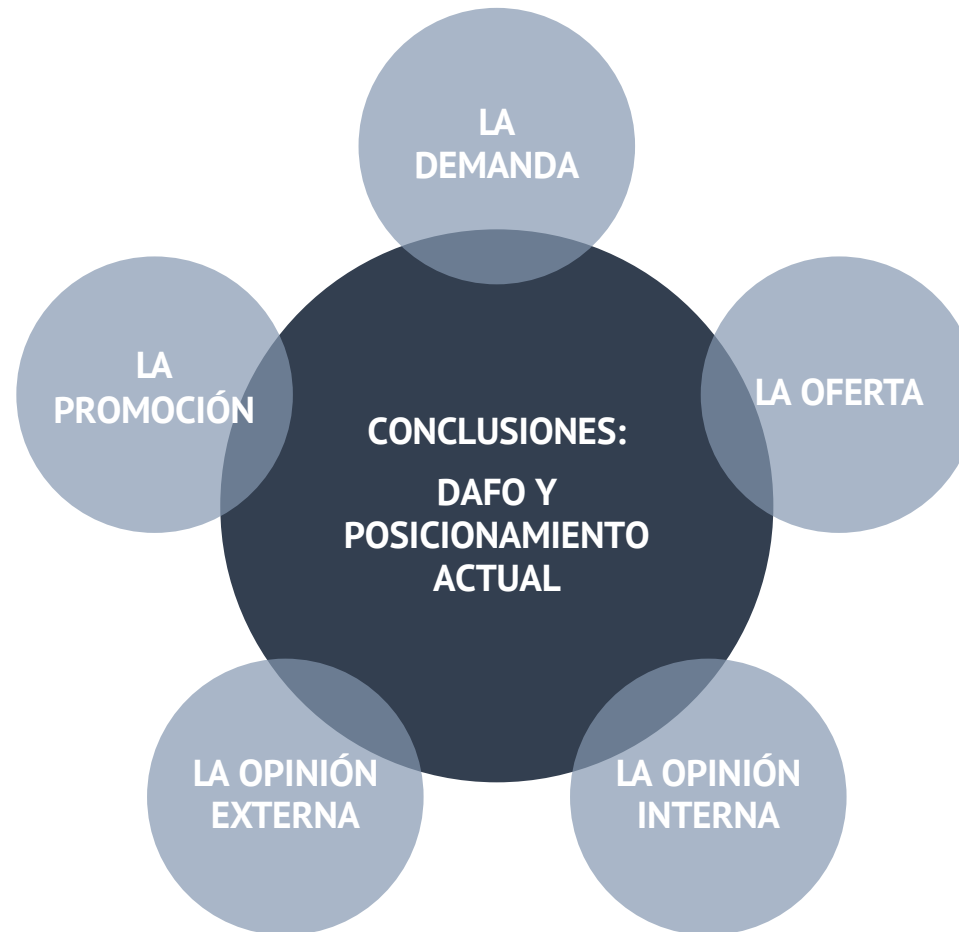 LA
DEMANDA
LA
PROMOCIÓN
LA OFERTA
CONCLUSIONES:
DAFO Y
POSICIONAMIENTO
ACTUAL
LA OPINIÓN
EXTERNA
LA OPINIÓN
INTERNA